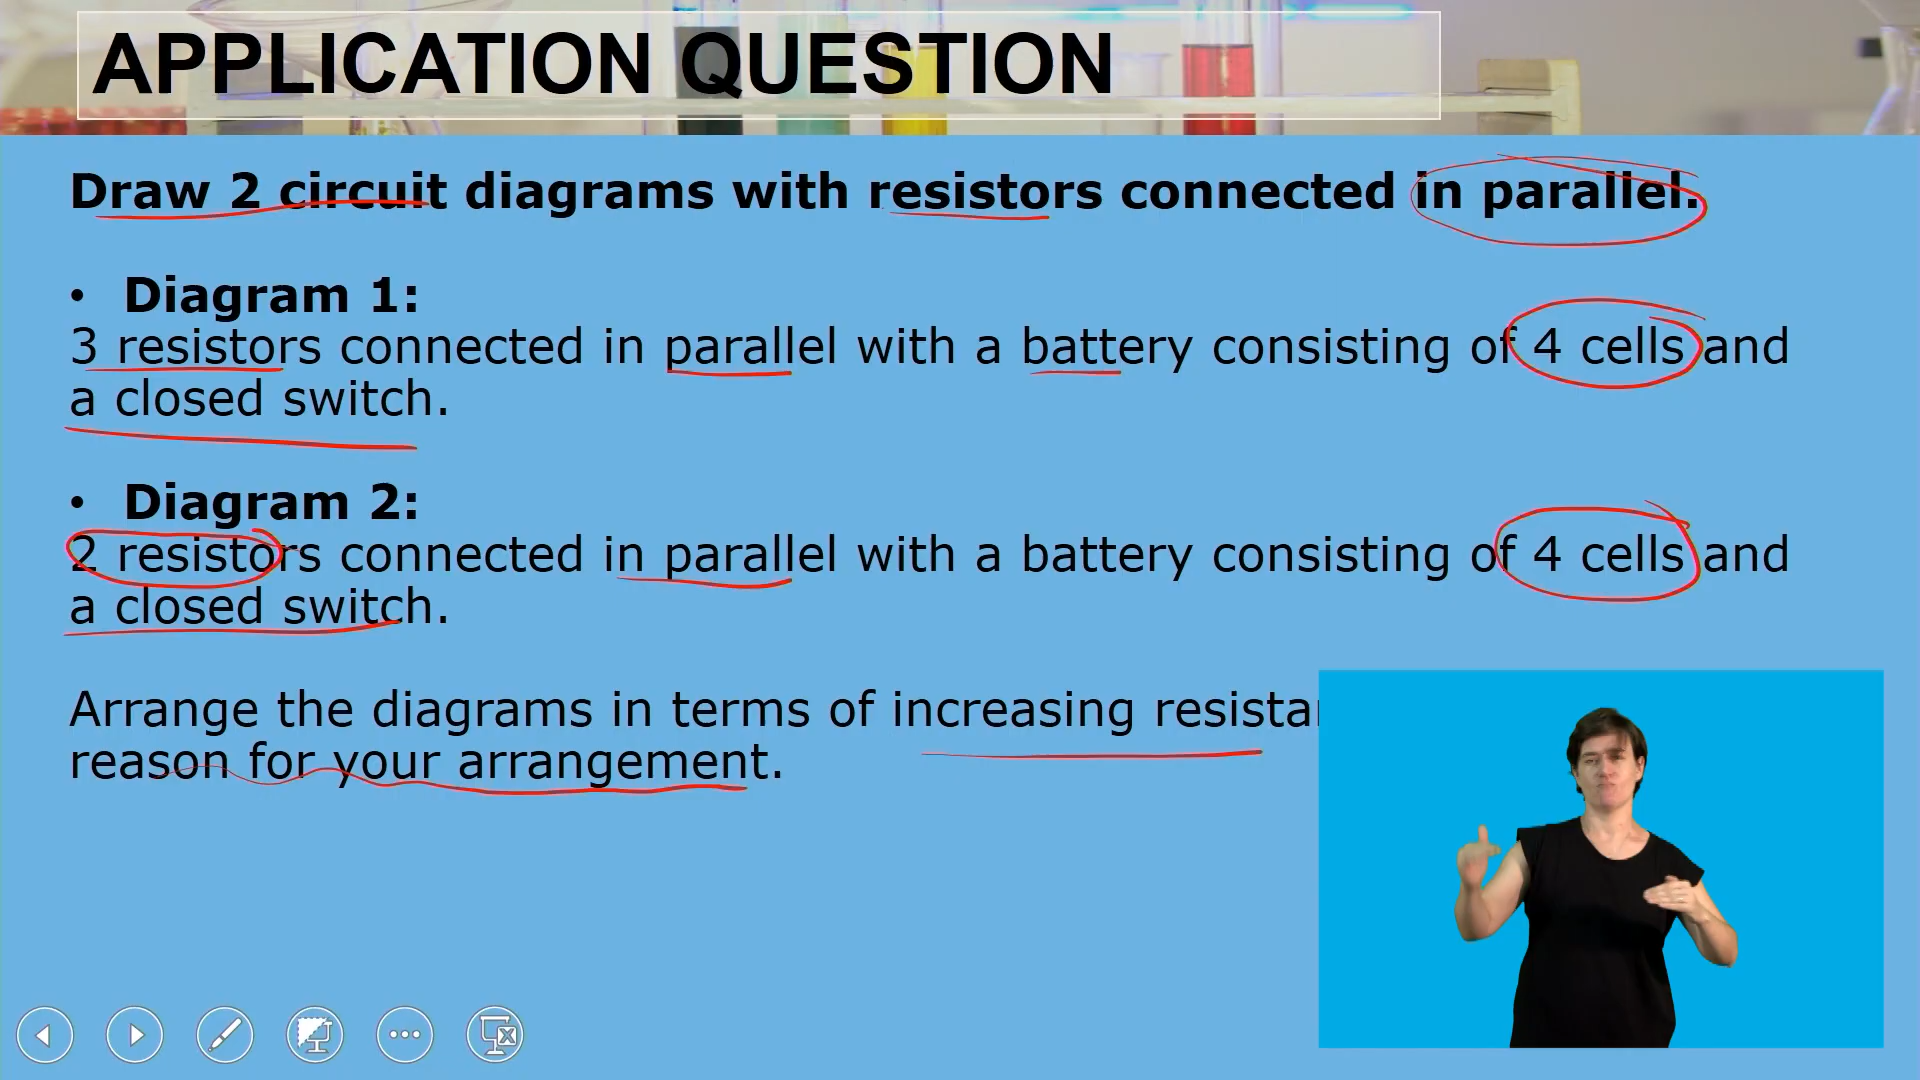 APPLICATION QUESTION
Draw 2 circuit diagrams with resistors connected in parallel.
• Diagram 1:
3 resistors connected in parallel with a battery consisting of 4 cells and
a closed switch.
• Diagram 2:
2 resistors connected in parallel with a battery consisting of 4 cells and
a closed switch.
Arrange the diagrams in terms of increasing
reason for your arrangement.